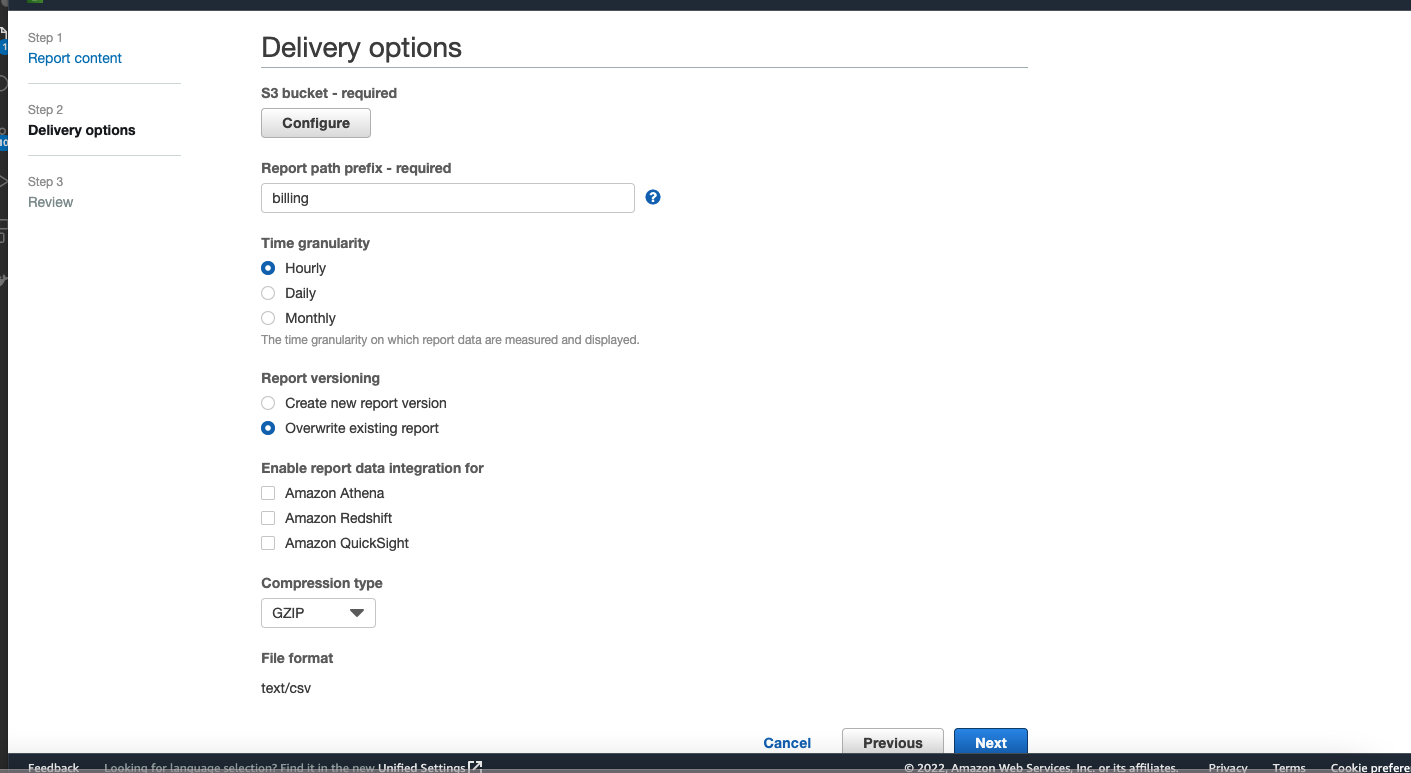 Step 1
Report content
Step 2
Delivery options
Step 3
Review
Delivery options
S3 bucket - required
Configure
Report path prefix - required
billing
?
Time granularity
Hourly
Daily
Monthly
The time granularity on which report data are measured and displayed.
Report versioning
Create new report version
Overwrite existing report
Enable report data integration for
Amazon Athena
Amazon Redshift
Amazon QuickSight
Compression type
GZIP
File format
text/csv
Cancel Previous Next
Feedback Looking for language selection? Find it in the new Unified Settings © 2022, Amazon Web Services, Inc. or its affiliates. Privacy Terms Cookie prefere